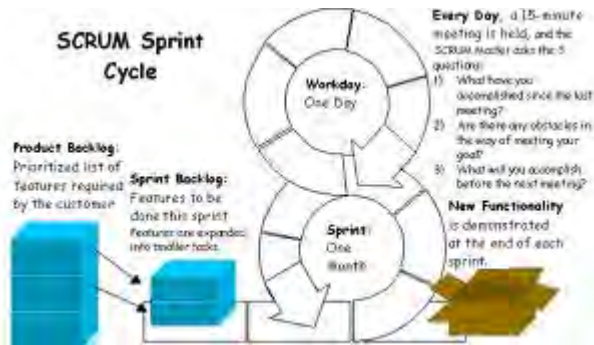 SCRUM Sprint
Cycle
Every Day, a 15-minute
meeting is held, and the
SCRUM master asks the 3
questions:
1) What have you
accomplished since the last
meeting?
2) Are there any obstacles in
the way of meeting your
goal?
3) What will you accomplish
before the next meeting?
Workday:
One Day
Product Backlog:
Prioritized list of
features required
by the customer
Sprint Backlog:
Features to be
done this sprint
Features are expanded
into smaller tasks.
Sprint:
One
Month
New Functionality
is demonstrated
at the end of each
sprint.